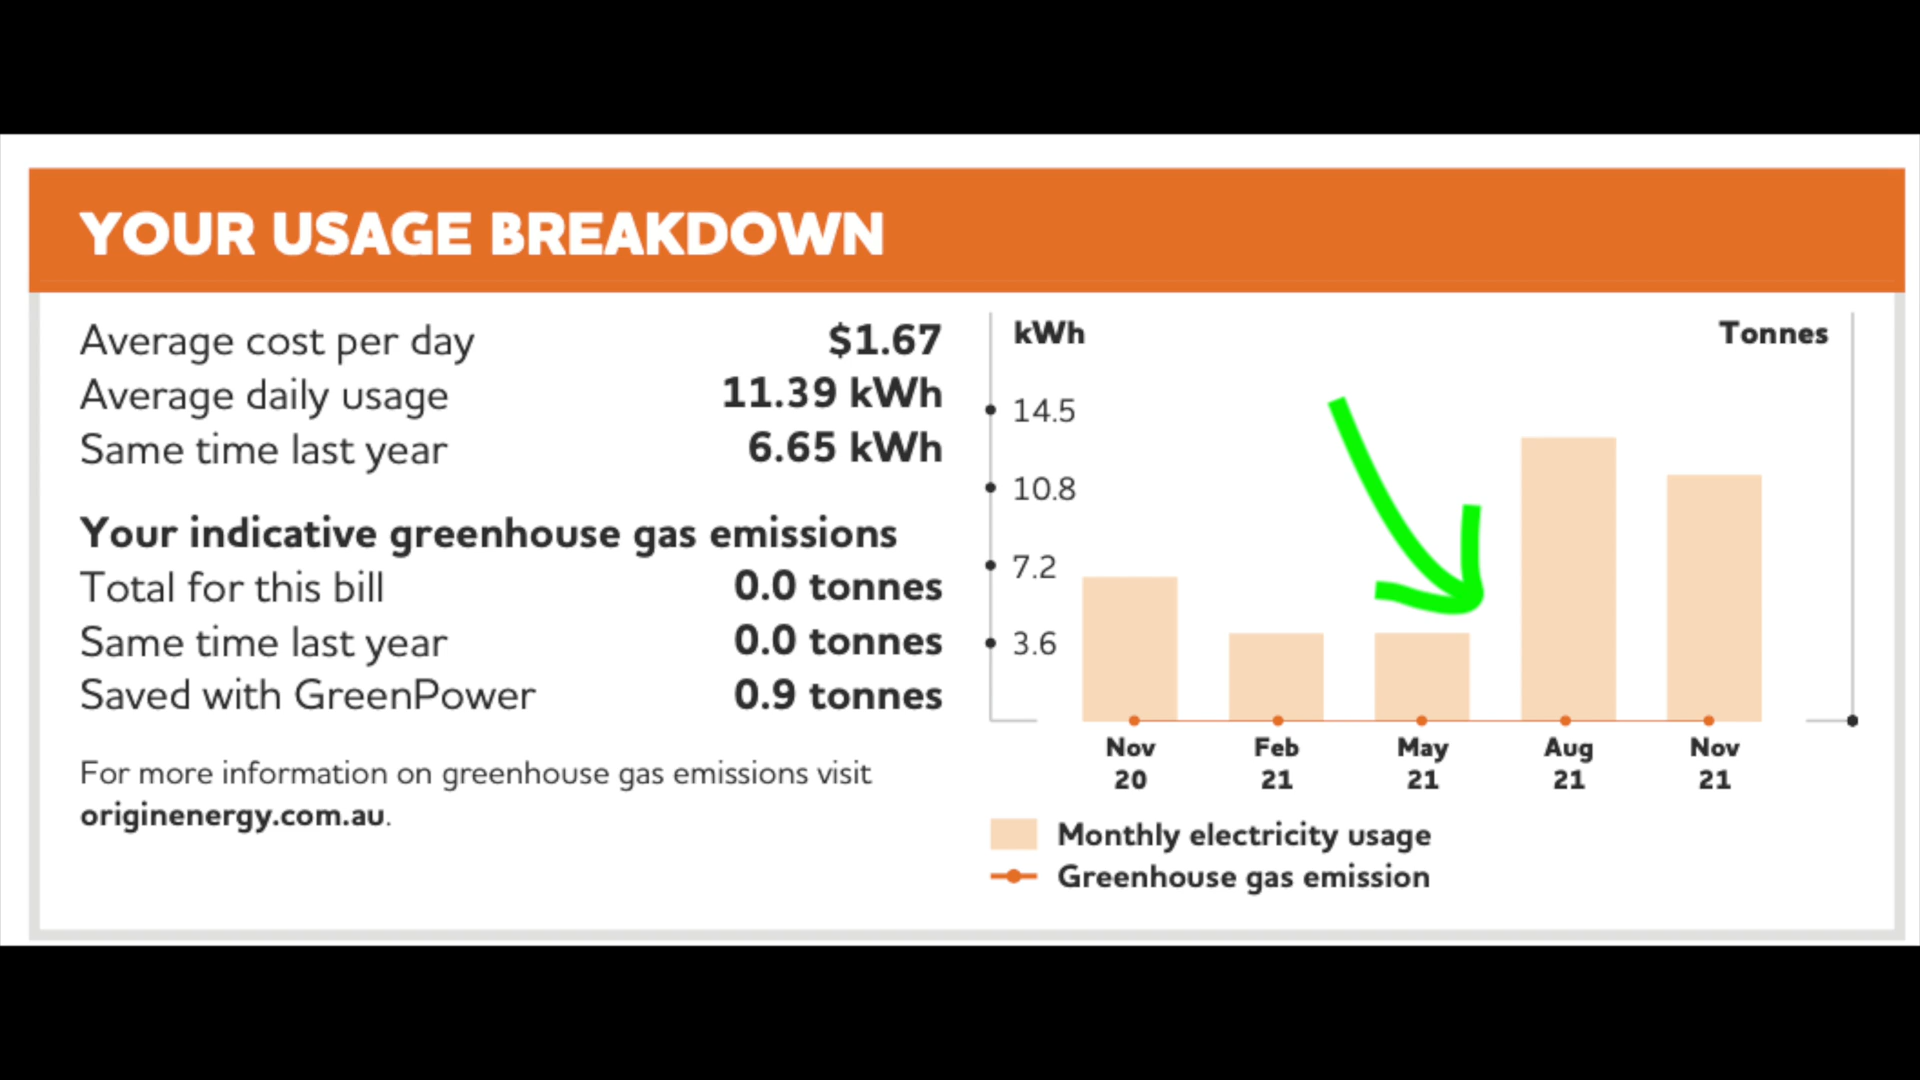 YOUR USAGE BREAKDOWN
Average cost per day $1.67
Average daily usage 11.39 kWh
Same time last year 6.65 kWh
Your indicative greenhouse gas emissions
Total for this bill 0.0 tonnes
Same time last year 0.0 tonnes
Saved with GreenPower 0.9 tonnes
For more information on greenhouse gas emissions visit
originenergy.com.au.
kWh Tonnes
14.5
10.8
7.2
3.6
Nov Feb May Aug Nov
20 21 21 21 21
Monthly electricity usage
Greenhouse gas emission